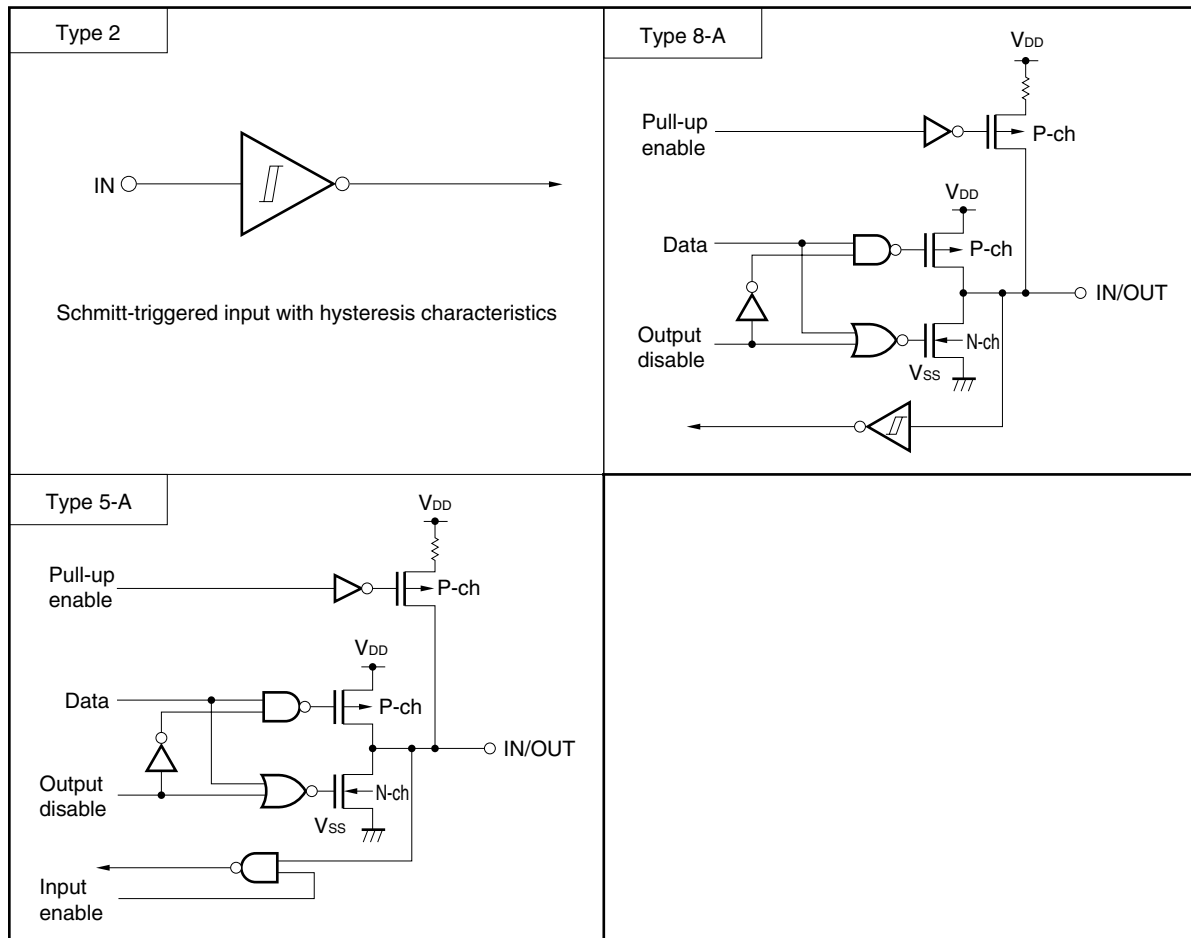 Type 2
IN
Schmitt-triggered input with hysteresis characteristics
Type 8-A
VDD
Pull-up
enable
P-ch
VDD
Data
P-ch
IN/OUT
Output
disable
N-ch
VSS
Type 5-A
VDD
Pull-up
enable
P-ch
VDD
Data
P-ch
IN/OUT
Output
disable
N-ch
VSS
Input
enable